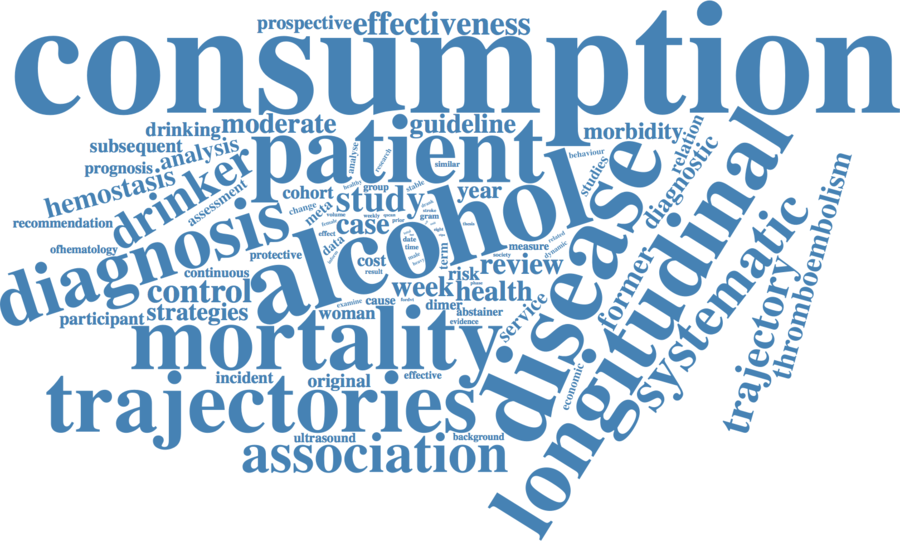 prospective
effectiveness
consumption
drinking
moderate
guideline
morbidity
relation
subsequent
analysis
patient
prognosis
analyse
research
similar
behaviour
studies
diagnostic
hemostasis
drinker
assessment
cohort
healthy
group
stable
year
study
change
meta
volume
weekly
prior
gram
recommendation
diagnosis
case
effect
data
alcohol
date
time
disease
longitudinal
thromboembolism
ofhematology
protective
continuous
cost
result
term
measure
related
dynamic
society
review
risk
systematic
former
control
week
health
participant
strategies
examine
cause
woman
dimer
abstainer
evidence
service
trajectory
mortality
incident
original
effective
economic
trajectories
ultrasound
background
association